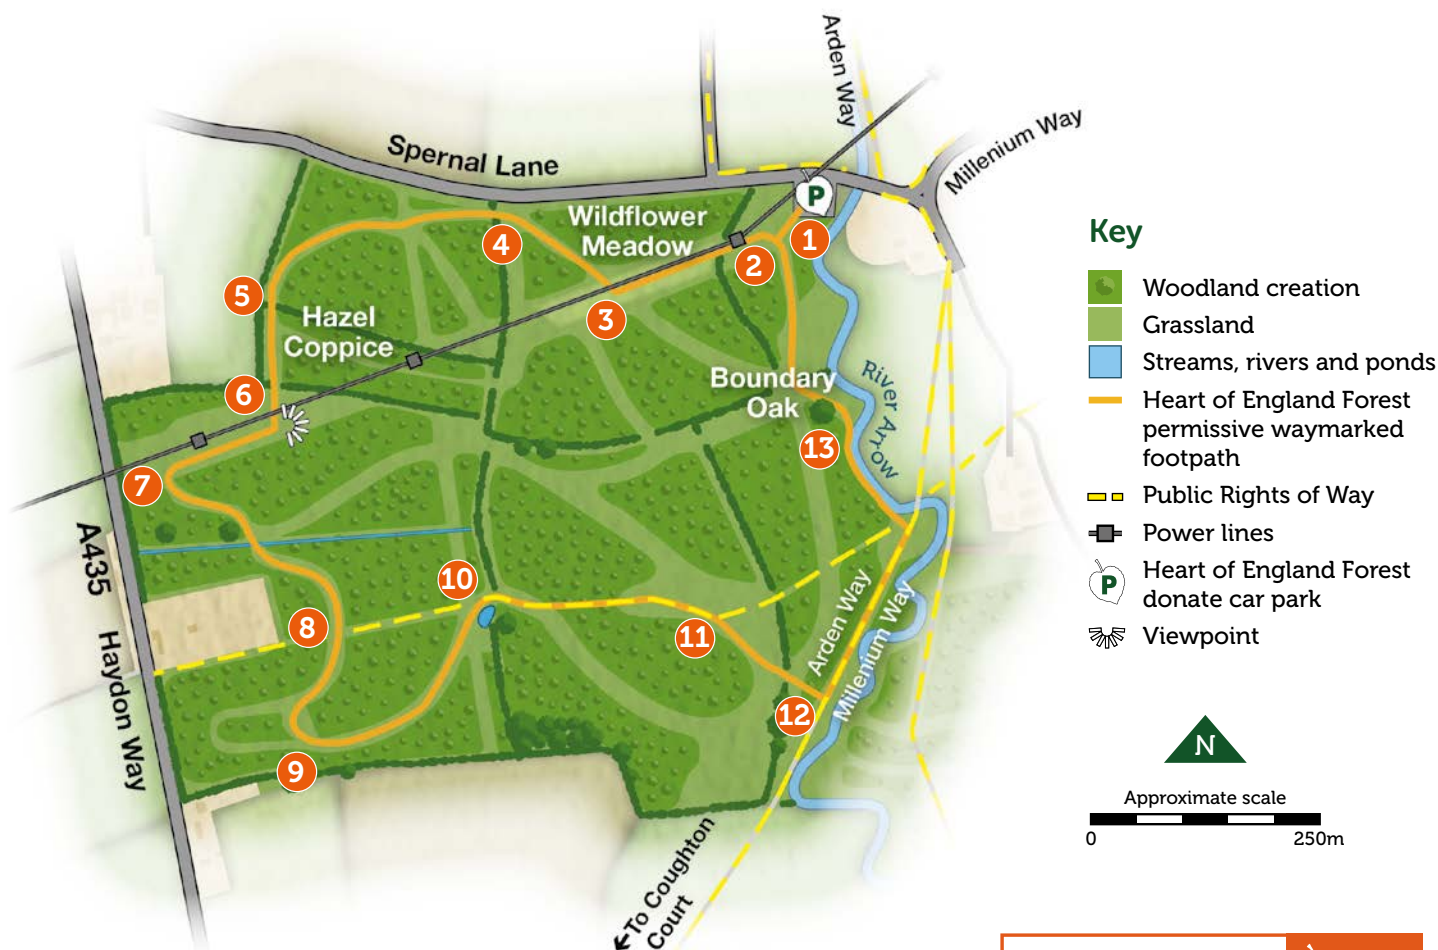 Arden Way
Millenium Way
Spernal Lane
P
Wildflower
Meadow
1
2
3
4
5
Hazel
Coppice
6
7
Boundary
Oak
River Arrow
13
A435
Haydon Way
8
9
10
11
12
Arden Way
Millenium Way
To Coughton
Court
Key
Woodland creation
Grassland
Streams, rivers and ponds
Heart of England Forest
permissive waymarked
footpath
Public Rights of Way
Power lines
P
Heart of England Forest
donate car park
Viewpoint
N
Approximate scale
0 250m